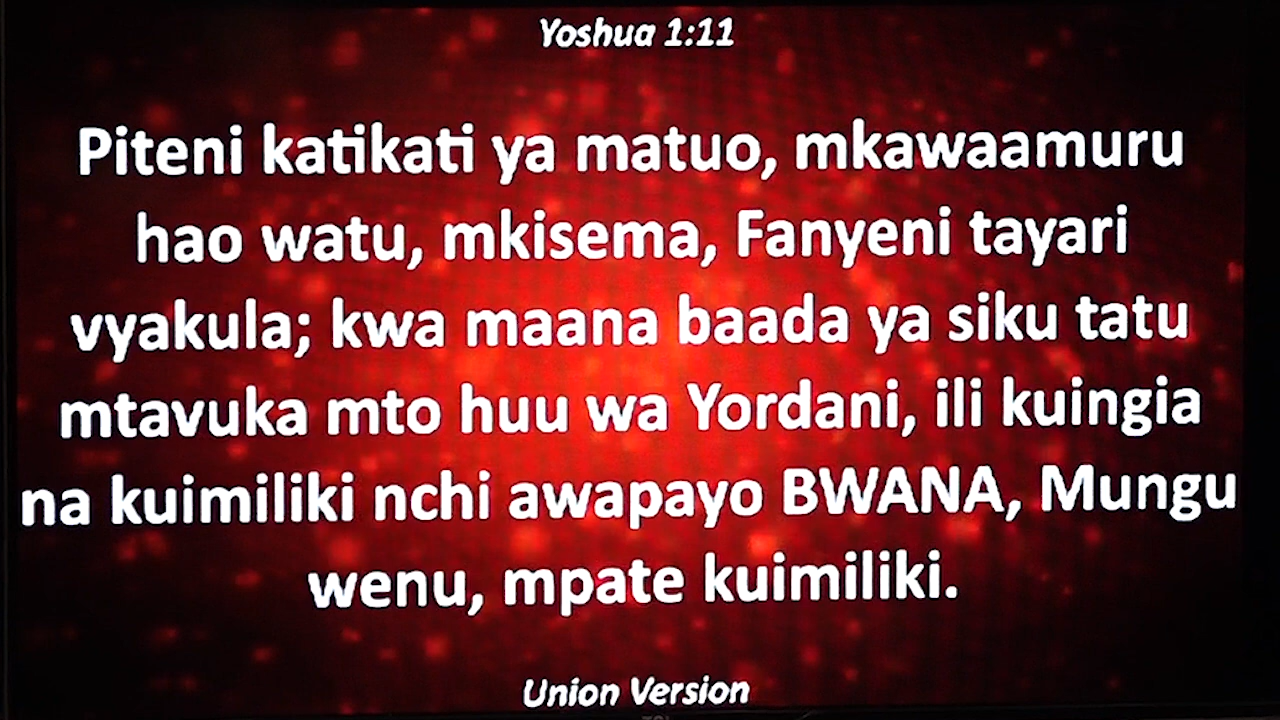 Yoshua 1:11
Piteni katikati ya matuo, mkawaamuru
hao watu, mkisema, Fanyeni tayari
vyakula; kwa maana baada ya siku tatu
mtavuka mto huu wa Yordani, ili kuingia
na kuimiliki nchi awapayo BWANA, Mungu
wenu, mpate kuimiliki.
Union Version